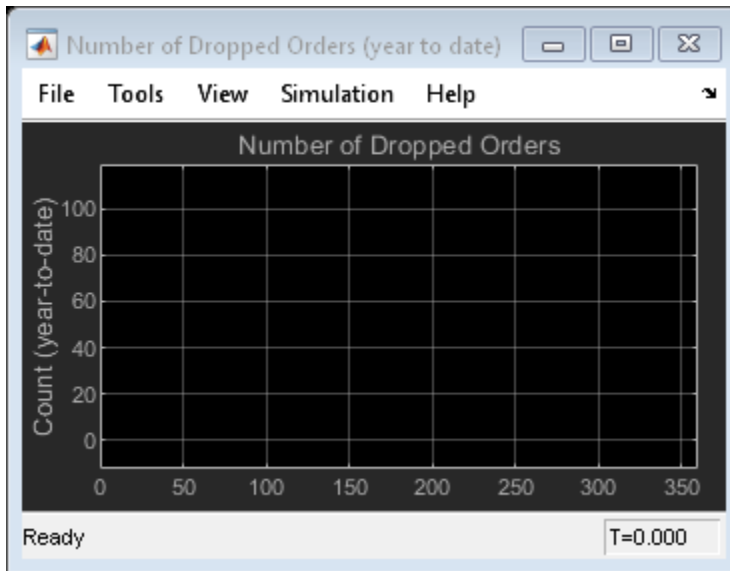 Number of Dropped Orders (year to date)
File Tools View Simulation Help
Number of Dropped Orders
Count (year-to-date)
100
80
60
40
20
0
0 50 100 150 200 250 300 350
Ready T=0.000